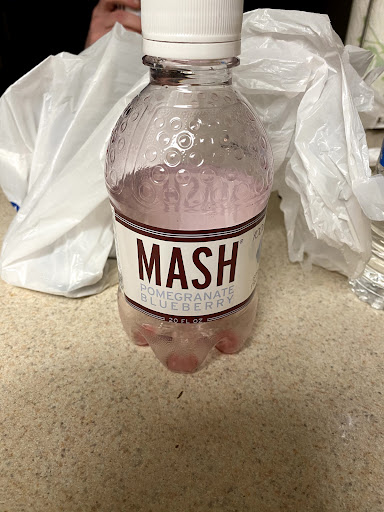 MASH®
POMEGRANATE
BLUEBERRY
20 FL OZ